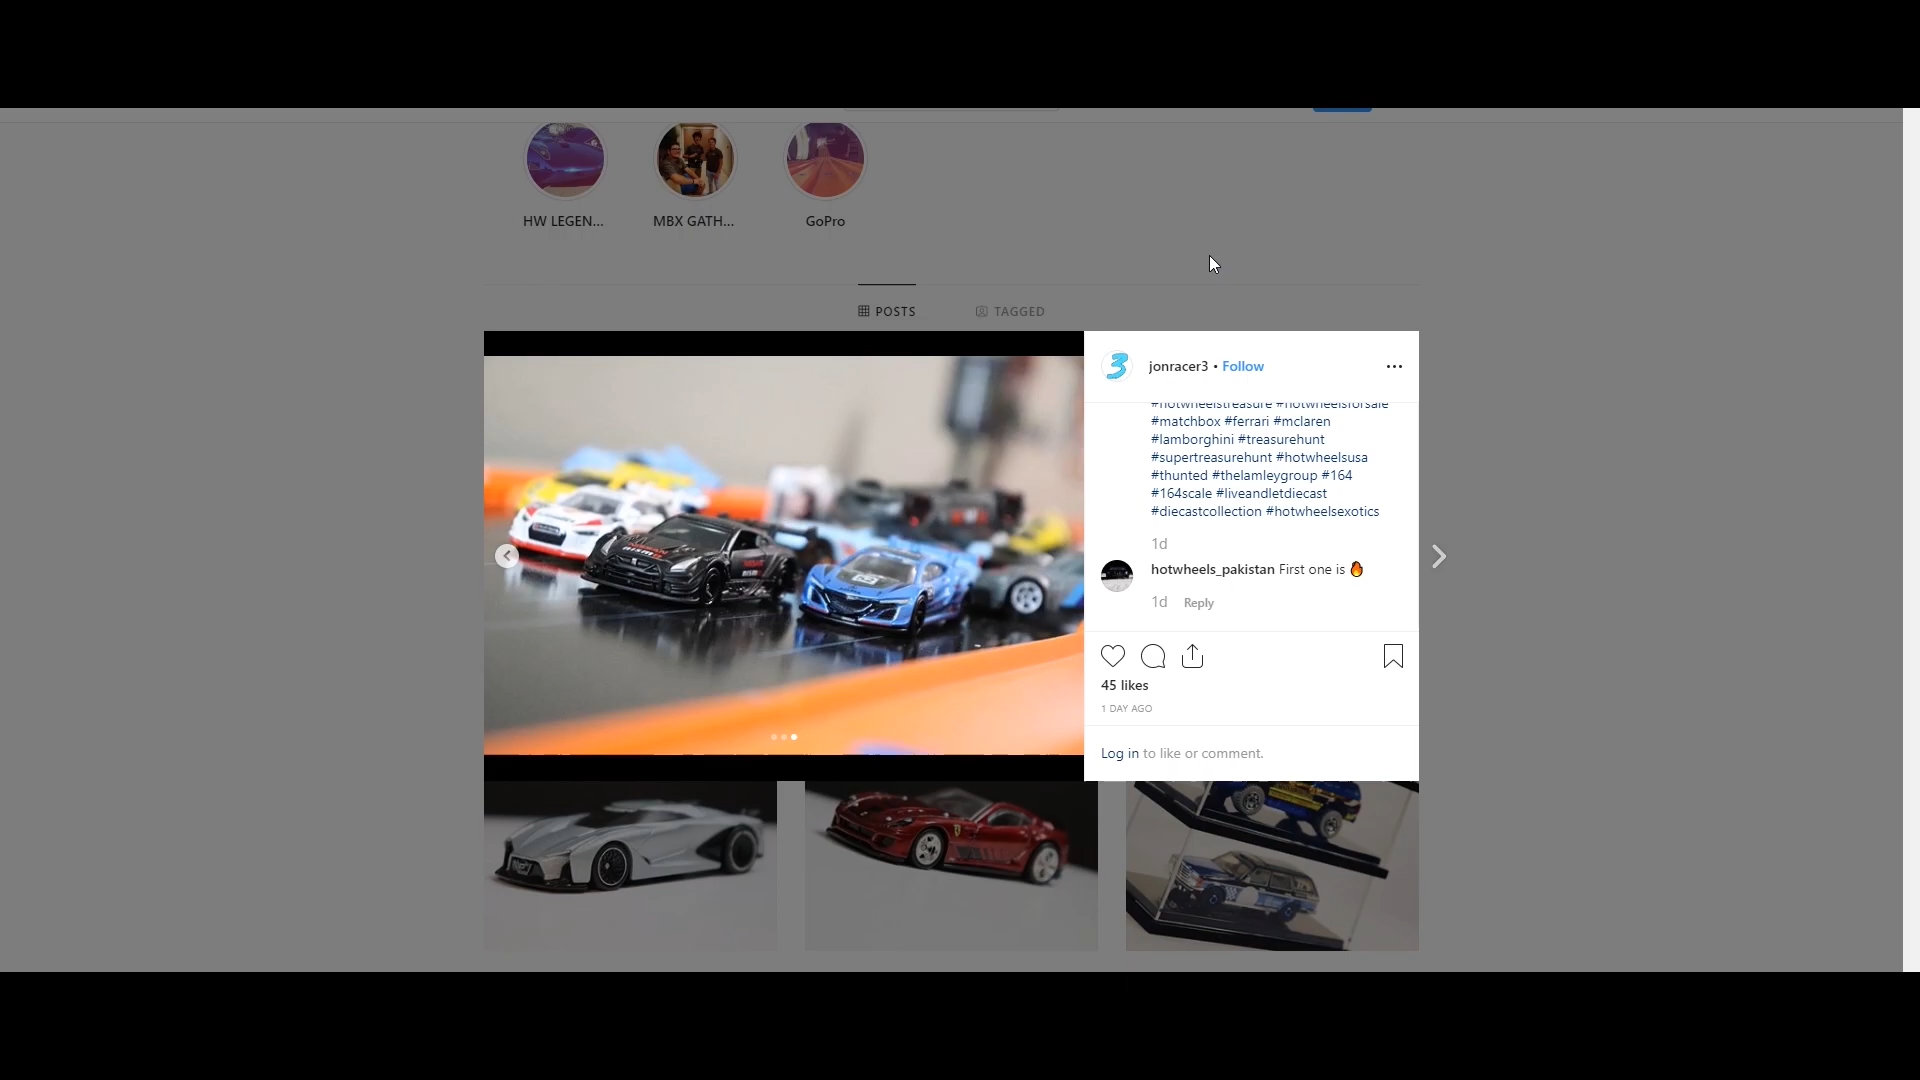 HW LEGEN...
MBX GATH...
GoPro
POSTS
TAGGED
jonracer3 • Follow
#hotwheelstreasure #hotwheelsforsale
#matchbox #ferrari #mclaren
#lamborghini #treasurehunt
#supertreasurehunt #hotwheelsusa
#thunted #thelamleygroup #164
#164scale #liveandletdiecast
#diecastcollection #hotwheelsexotics
1d
hotwheels_pakistan First one is 🔥
1d Reply
45 likes
1 DAY AGO
Log in to like or comment.